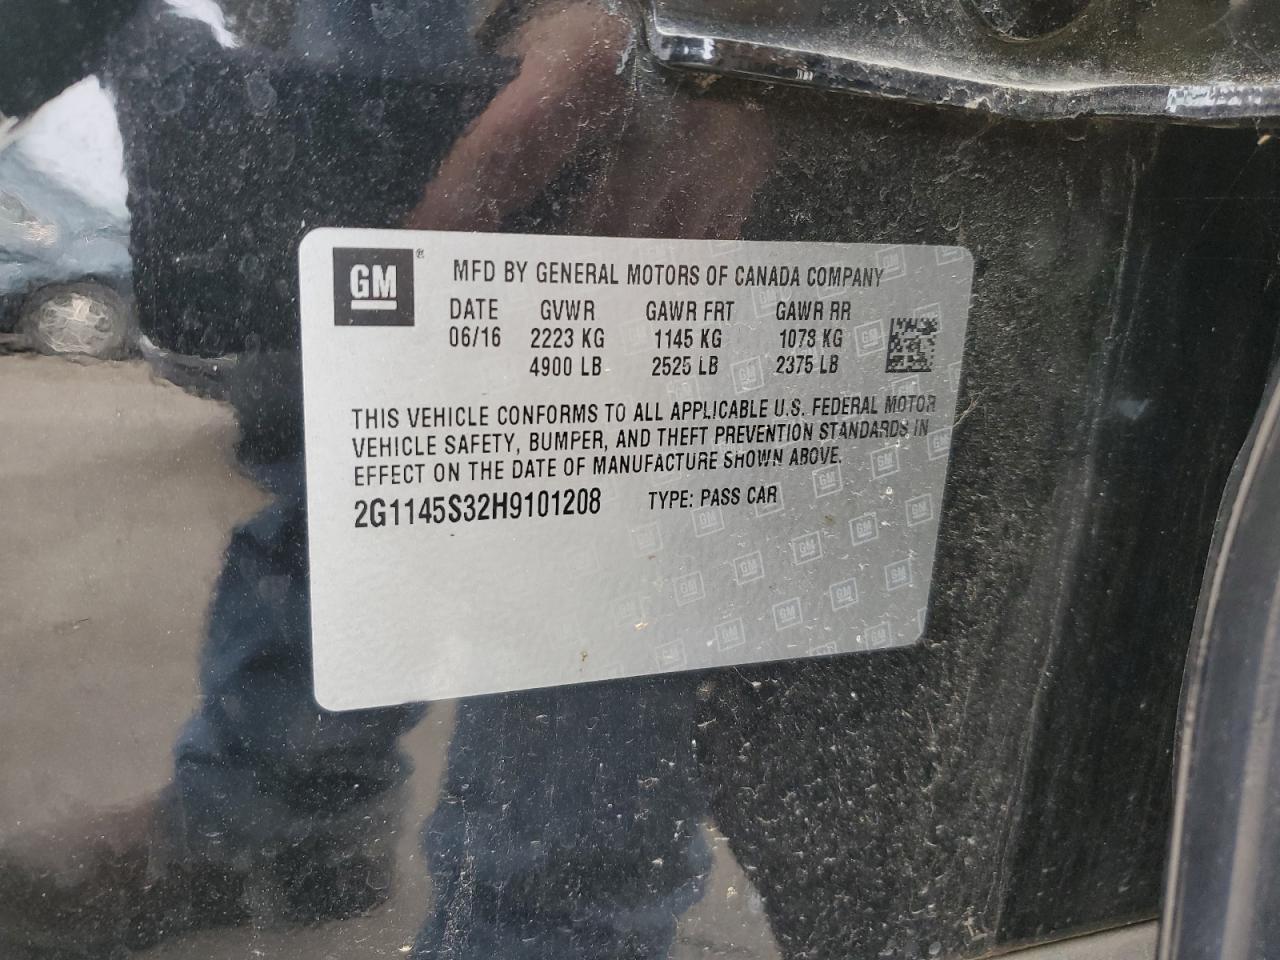 GM®
MFD BY GENERAL MOTORS OF CANADA COMPANY
DATE GVWR GAWR FRT GAWR RR
06/16 2223 KG 1145 KG 1078 KG
4900 LB 2525 LB 2375 LB
THIS VEHICLE CONFORMS TO ALL APPLICABLE U.S. FEDERAL MOTOR
VEHICLE SAFETY, BUMPER, AND THEFT PREVENTION STANDARDS IN
EFFECT ON THE DATE OF MANUFACTURE SHOWN ABOVE.
2G1145S32H9101208 TYPE: PASS CAR